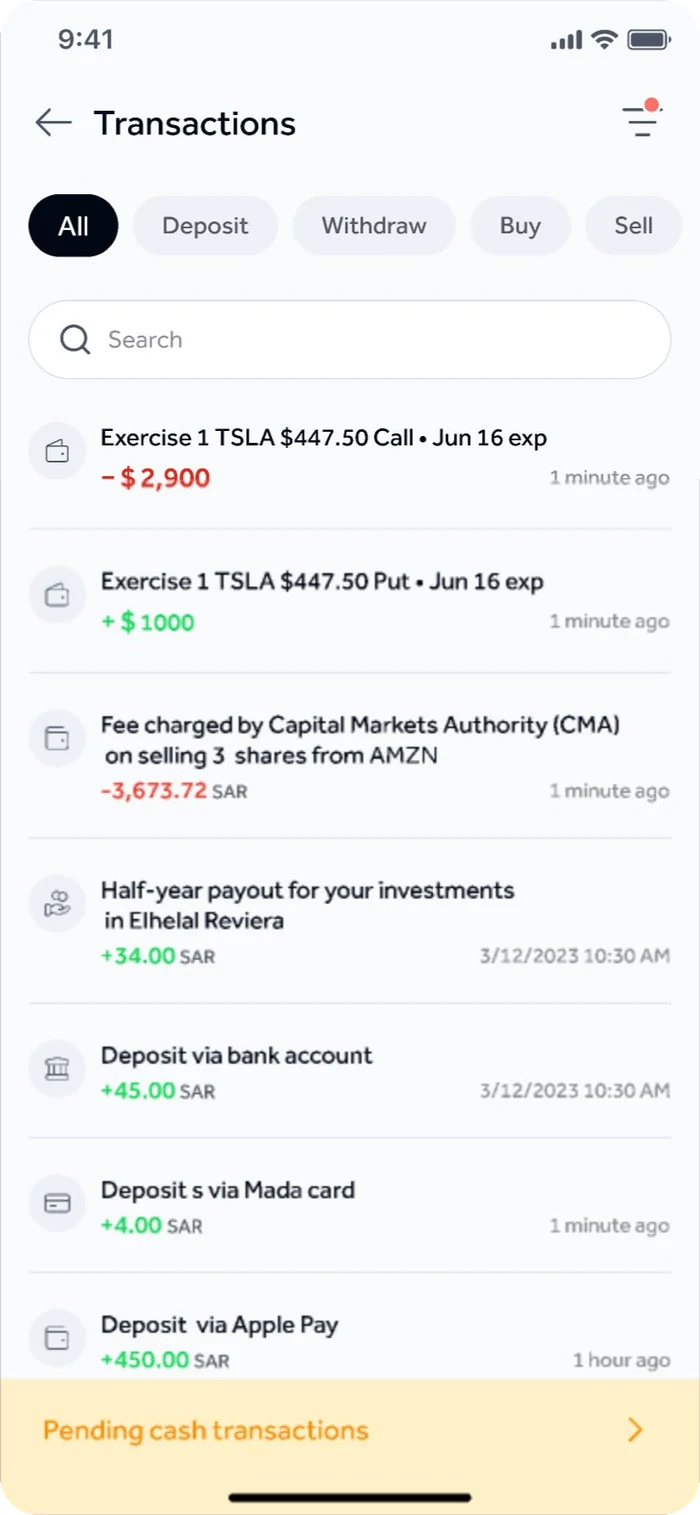 9:41
Transactions
All Deposit Withdraw Buy Sell
Search
Exercise 1 TSLA $447.50 Call • Jun 16 exp
− $ 2,900 1 minute ago
Exercise 1 TSLA $447.50 Put • Jun 16 exp
+ $ 1000 1 minute ago
Fee charged by Capital Markets Authority (CMA)
on selling 3 shares from AMZN
-3,673.72 SAR 1 minute ago
Half-year payout for your investments
in Elhelal Reviera
+34.00 SAR 3/12/2023 10:30 AM
Deposit via bank account
+45.00 SAR 3/12/2023 10:30 AM
Deposit s via Mada card
+4.00 SAR 1 minute ago
Deposit via Apple Pay
+450.00 SAR 1 hour ago
Pending cash transactions